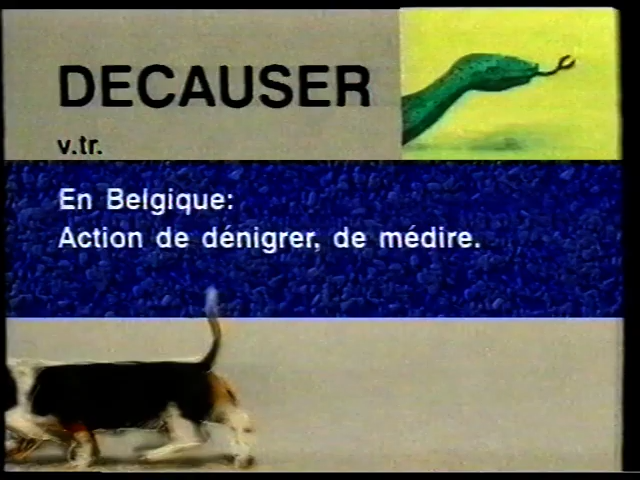 DECAUSER
v.tr.
En Belgique:
Action de dénigrer, de médire.